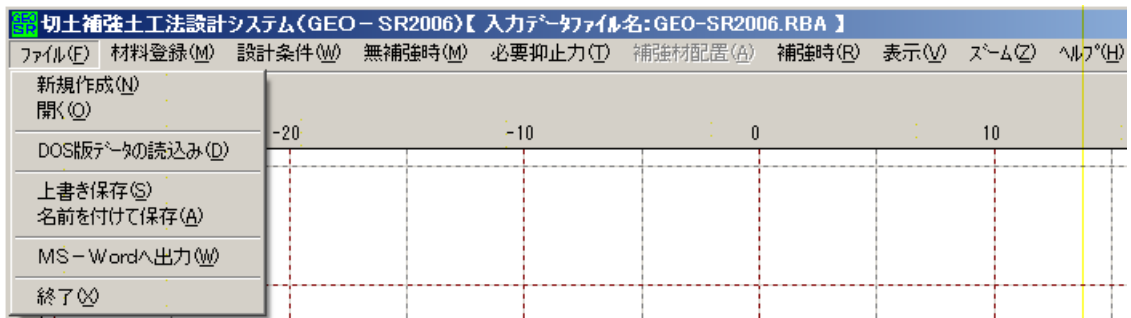 GEO SR 切土補強土工法設計システム(GEO－SR2006)【 入力ﾃﾞｰﾀファイル名:GEO-SR2006.RBA 】
ファイル(F) 材料登録(M) 設計条件(W) 無補強時(M) 必要抑止力(T) 補強材配置(A) 補強時(R) 表示(V) ｽﾞｰﾑ(Z) ﾍﾙﾌﾟ(H)
新規作成(N)
開く(O)
-20 -10 0 10
DOS版ﾃﾞｰﾀの読込み(D)
上書き保存(S)
名前を付けて保存(A)
MS－Wordへ出力(W)
終了(X)